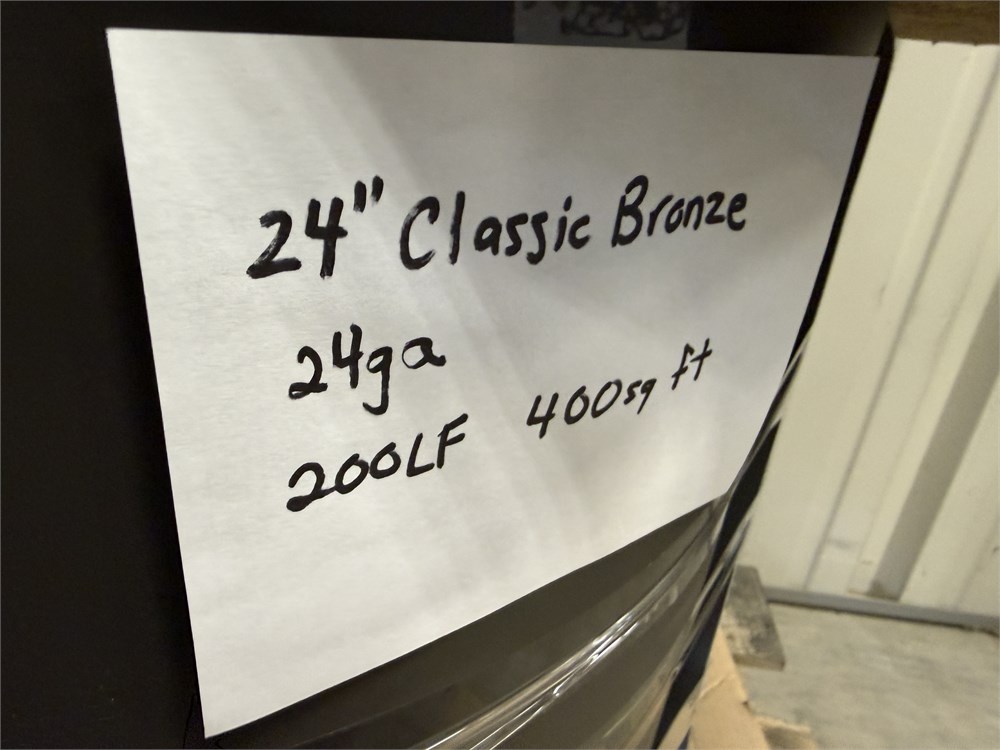 24" Classic Bronze
24ga
200LF 400sq ft